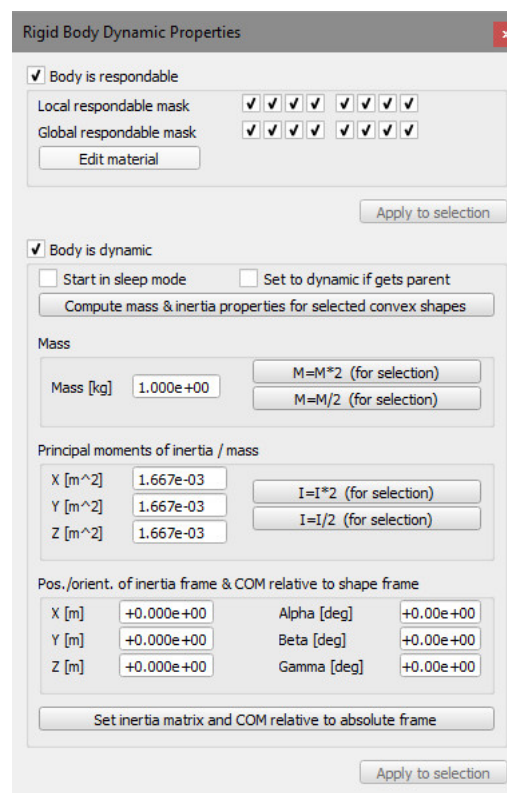 Rigid Body Dynamic Properties
Body is respondable
Local respondable mask
Global respondable mask
Edit material
Apply to selection
Body is dynamic
Start in sleep mode Set to dynamic if gets parent
Compute mass & inertia properties for selected convex shapes
Mass
Mass [kg] 1.000e+00 M=M*2 (for selection)
M=M/2 (for selection)
Principal moments of inertia / mass
X [m^2] 1.667e-03 I=I*2 (for selection)
Y [m^2] 1.667e-03 I=I/2 (for selection)
Z [m^2] 1.667e-03
Pos./orient. of inertia frame & COM relative to shape frame
X [m] +0.000e+00 Alpha [deg] +0.00e+00
Y [m] +0.000e+00 Beta [deg] +0.00e+00
Z [m] +0.000e+00 Gamma [deg] +0.00e+00
Set inertia matrix and COM relative to absolute frame
Apply to selection